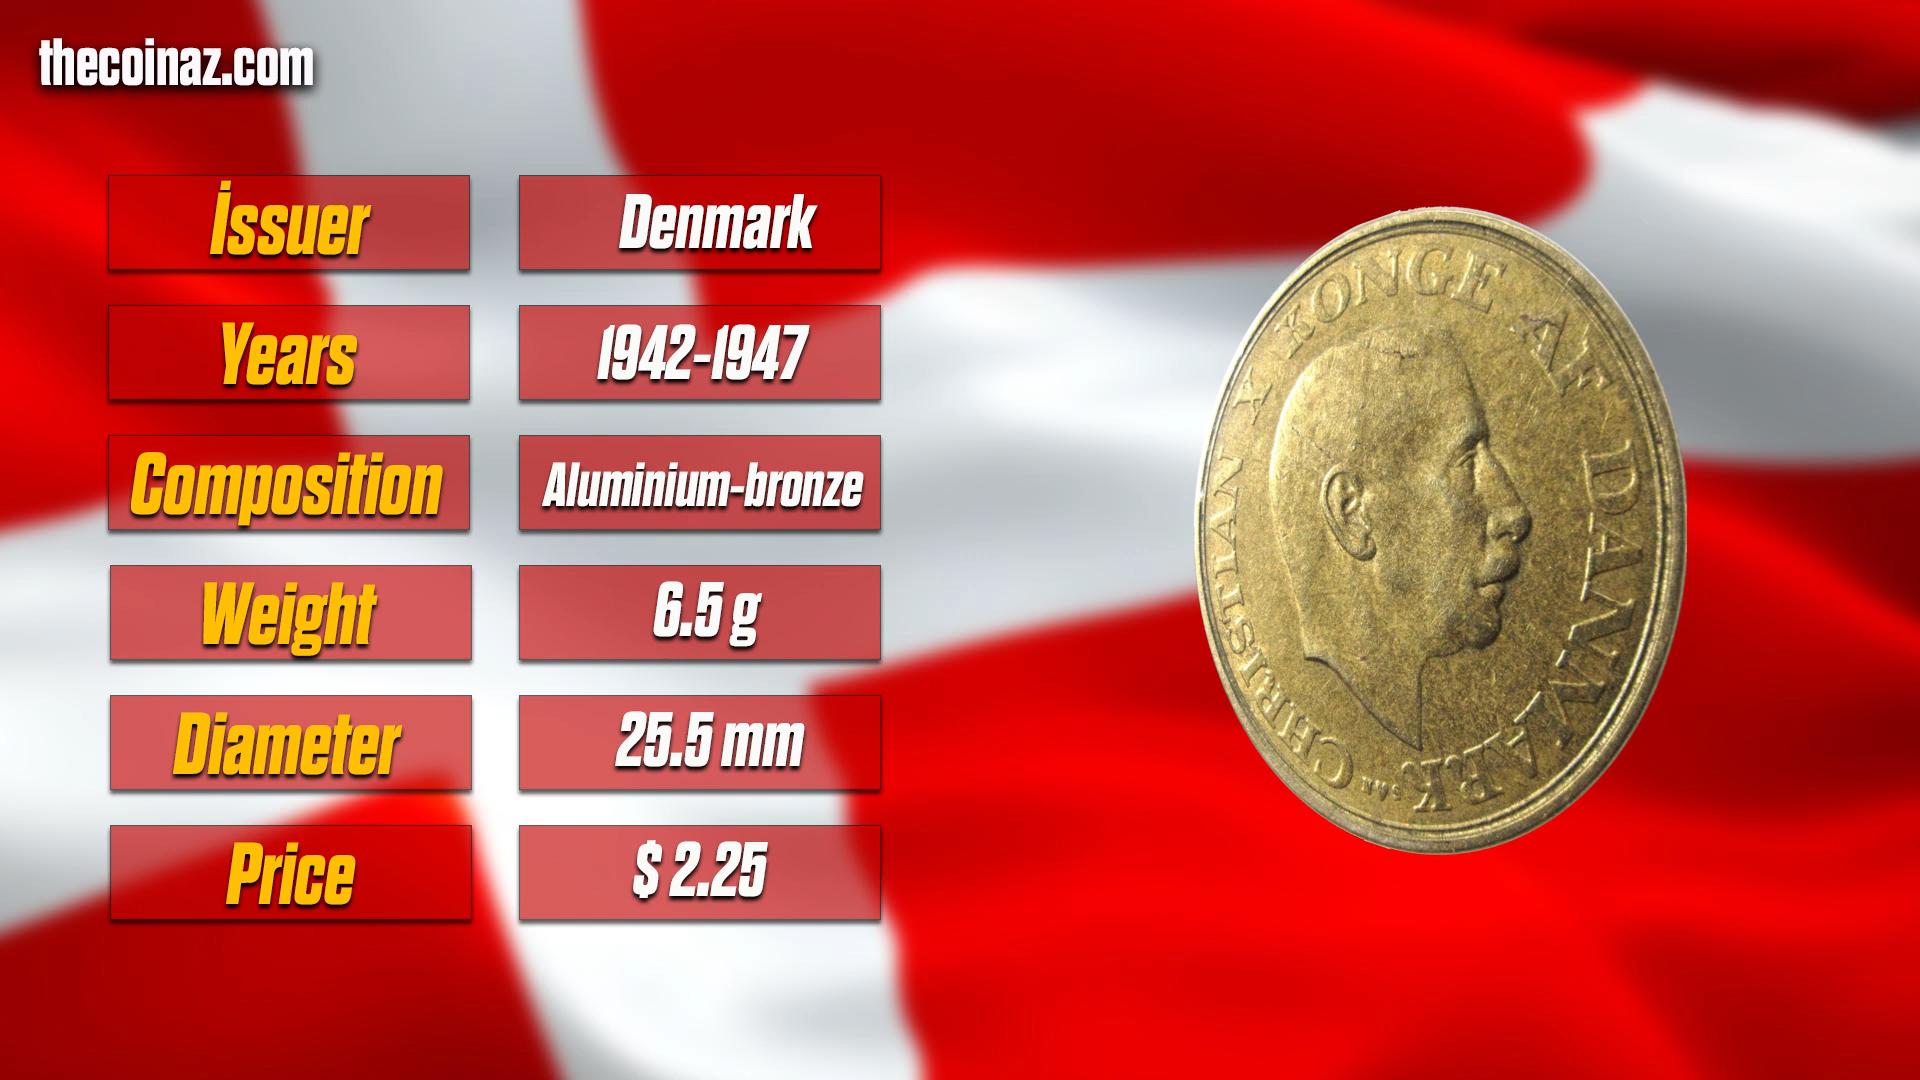 thecoinaz.com
İssuer
Denmark
Years
1942-1947
Composition
Aluminium-bronze
Weight
6.5 g
Diameter
25.5 mm
Price
$ 2.25
CHRISTIAN X KONGE AF DANMARK